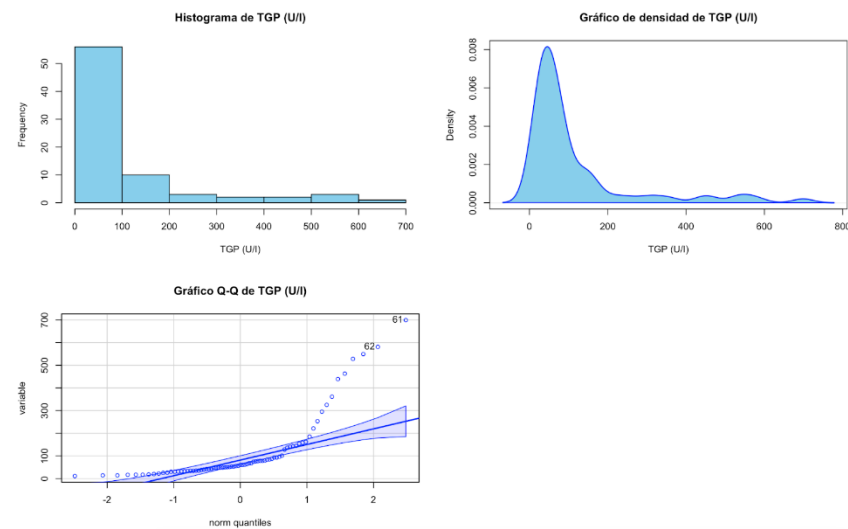 Histograma de TGP (U/l)
Frequency
50
40
30
20
10
0
0 100 200 300 400 500 600 700
TGP (U/l)
Gráfico de densidad de TGP (U/l)
Density
0.008
0.006
0.004
0.002
0.000
0 200 400 600 800
TGP (U/l)
Gráfico Q-Q de TGP (U/l)
variable
700
500
300
100
0
61
62
-2 -1 0 1 2
norm quantiles